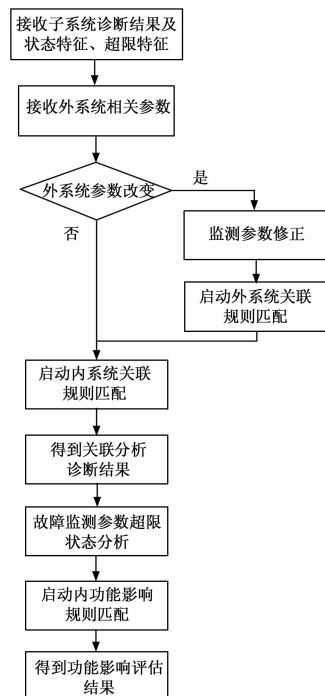 接收子系统诊断结果及
状态特征、超限特征
接收外系统相关参数
外系统参数改变
是
否
监测参数修正
启动外系统关联
规则匹配
启动内系统关联
规则匹配
得到关联分析
诊断结果
故障监测参数超限
状态分析
启动内功能影响
规则匹配
得到功能影响评估
结果